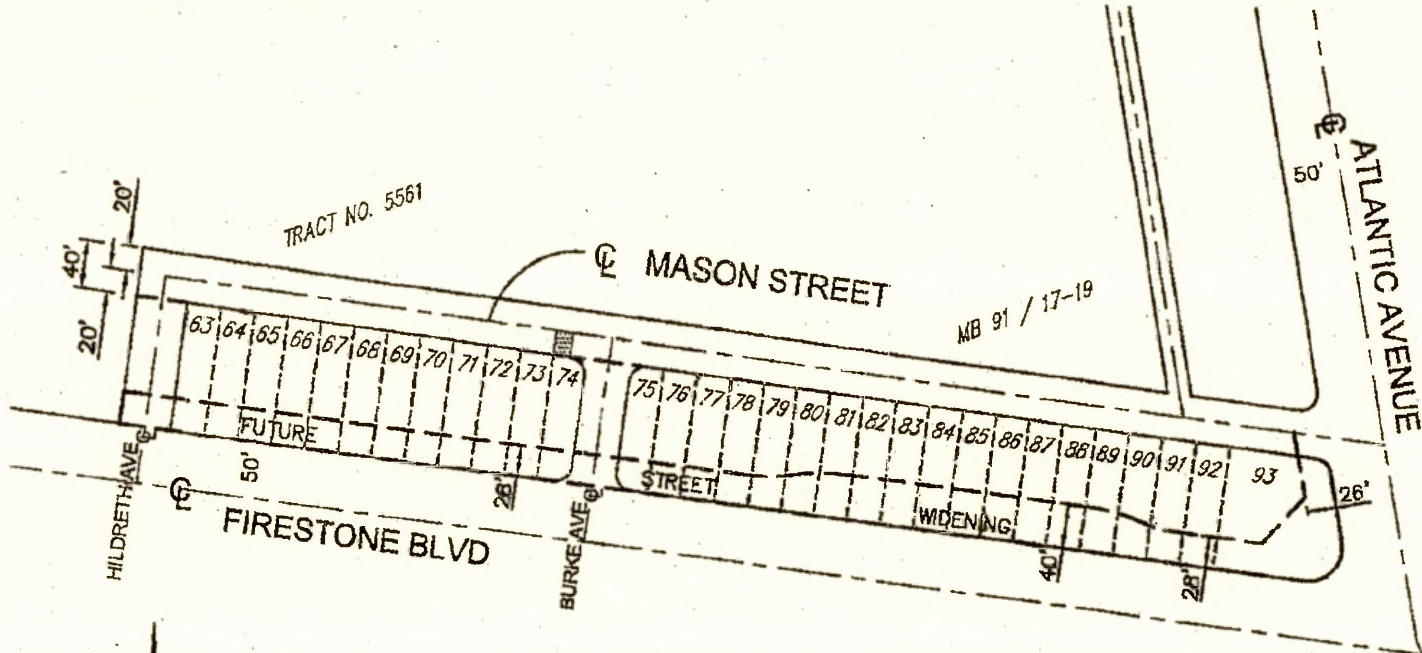 20'
40'
20'
TRACT NO. 5561
℄ MASON STREET
MB 91 / 17-19
50'
℄ ATLANTIC AVENUE
63 64 65 66 67 68 69 70 71 72 73 74
75 76 77 78 79 80 81 82 83 84 85 86 87 88 89 90 91 92 93
FUTURE STREET WIDENING
50'
28'
40'
28'
26'
HILDRETH AVE ℄
℄ FIRESTONE BLVD
BURKE AVE ℄